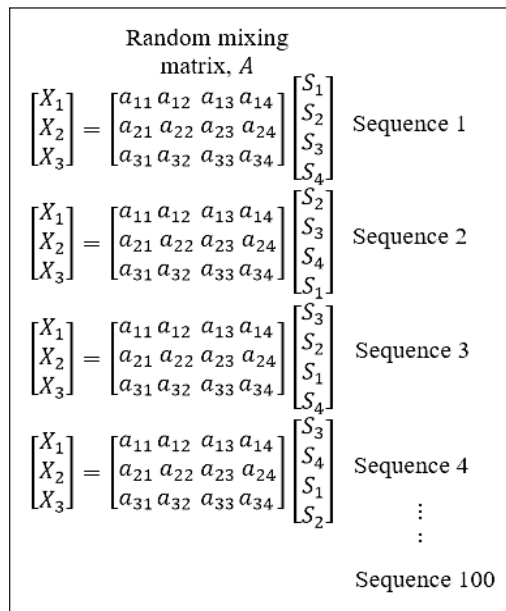 Random mixing
matrix, A
[X₁ X₂ X₃] = [a₁₁ a₁₂ a₁₃ a₁₄; a₂₁ a₂₂ a₂₃ a₂₄; a₃₁ a₃₂ a₃₃ a₃₄] [S₁ S₂ S₃ S₄] Sequence 1
[X₁ X₂ X₃] = [a₁₁ a₁₂ a₁₃ a₁₄; a₂₁ a₂₂ a₂₃ a₂₄; a₃₁ a₃₂ a₃₃ a₃₄] [S₂ S₃ S₄ S₁] Sequence 2
[X₁ X₂ X₃] = [a₁₁ a₁₂ a₁₃ a₁₄; a₂₁ a₂₂ a₂₃ a₂₄; a₃₁ a₃₂ a₃₃ a₃₄] [S₃ S₂ S₁ S₄] Sequence 3
[X₁ X₂ X₃] = [a₁₁ a₁₂ a₁₃ a₁₄; a₂₁ a₂₂ a₂₃ a₂₄; a₃₁ a₃₂ a₃₃ a₃₄] [S₃ S₄ S₁ S₂] Sequence 4
⋮
:
Sequence 100